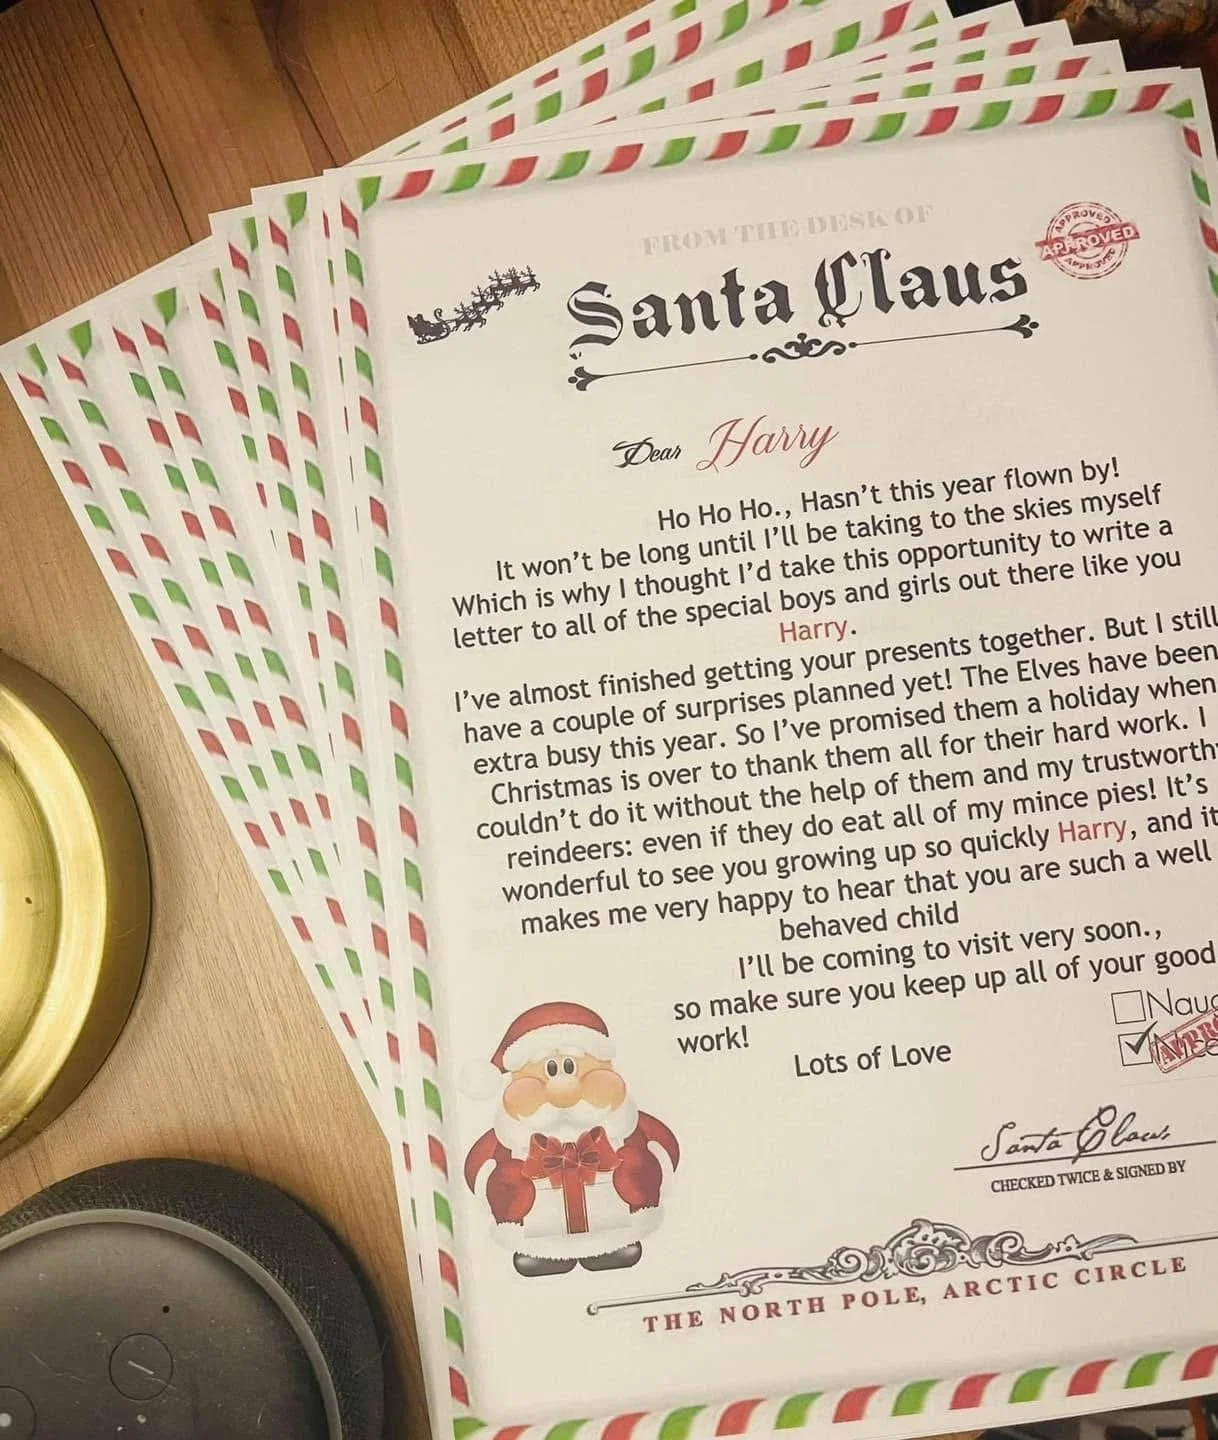 FROM THE DESK OF
Santa Claus
APPROVED
APPROVED
Dear Harry
Ho Ho Ho., Hasn't this year flown by!
It won't be long until I'll be taking to the skies myself
Which is why I thought I'd take this opportunity to write a
letter to all of the special boys and girls out there like you
Harry.
I've almost finished getting your presents together. But I still
have a couple of surprises planned yet! The Elves have been
extra busy this year. So I've promised them a holiday when
Christmas is over to thank them all for their hard work. I
couldn't do it without the help of them and my trustworth
reindeers: even if they do eat all of my mince pies! It's
wonderful to see you growing up so quickly Harry, and it
makes me very happy to hear that you are such a well
behaved child
I'll be coming to visit very soon.,
so make sure you keep up all of your good
work!
Naug
Lots of Love
Santa Claus
CHECKED TWICE & SIGNED BY
THE NORTH POLE, ARCTIC CIRCLE